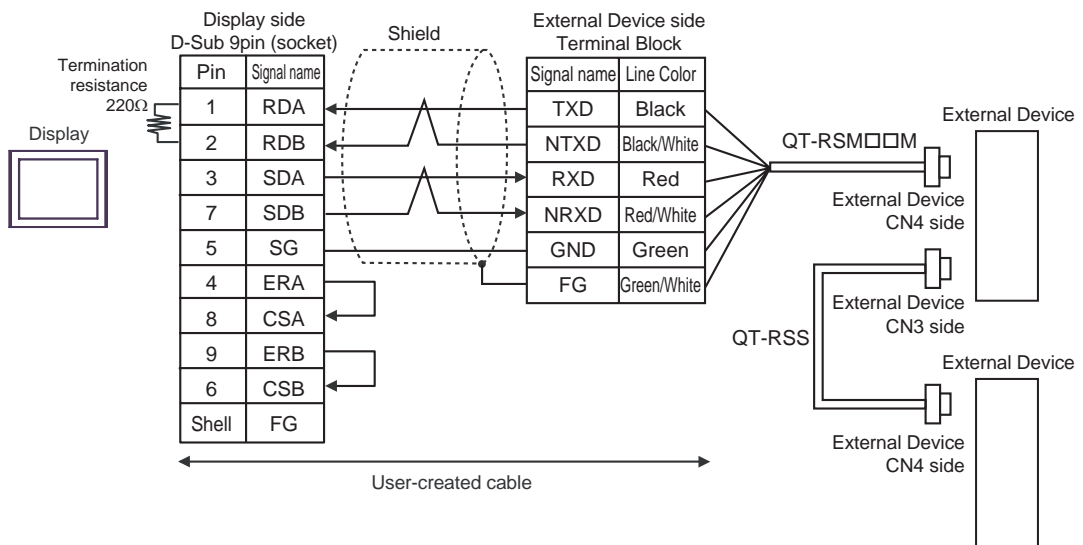 Display side
D-Sub 9pin (socket)
Shield
External Device side
Terminal Block
Termination
resistance
220Ω
Display
Pin Signal name
1 RDA
2 RDB
3 SDA
7 SDB
5 SG
4 ERA
8 CSA
9 ERB
6 CSB
Shell FG
Signal name Line Color
TXD Black
NTXD Black/White
RXD Red
NRXD Red/White
GND Green
FG Green/White
QT-RSM□□M
External Device
External Device
CN4 side
External Device
CN3 side
QT-RSS
External Device
External Device
CN4 side
User-created cable